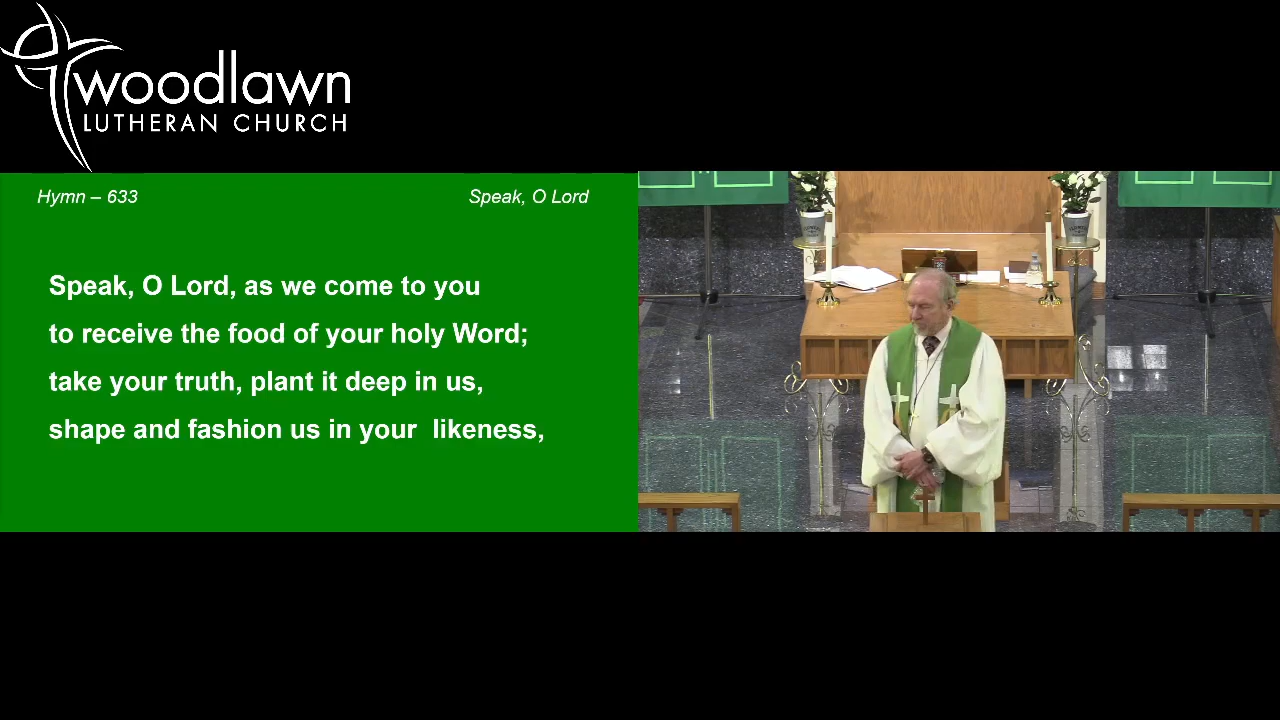 woodlawn
LUTHERAN CHURCH
Hymn – 633 Speak, O Lord
Speak, O Lord, as we come to you
to receive the food of your holy Word;
take your truth, plant it deep in us,
shape and fashion us in your likeness,